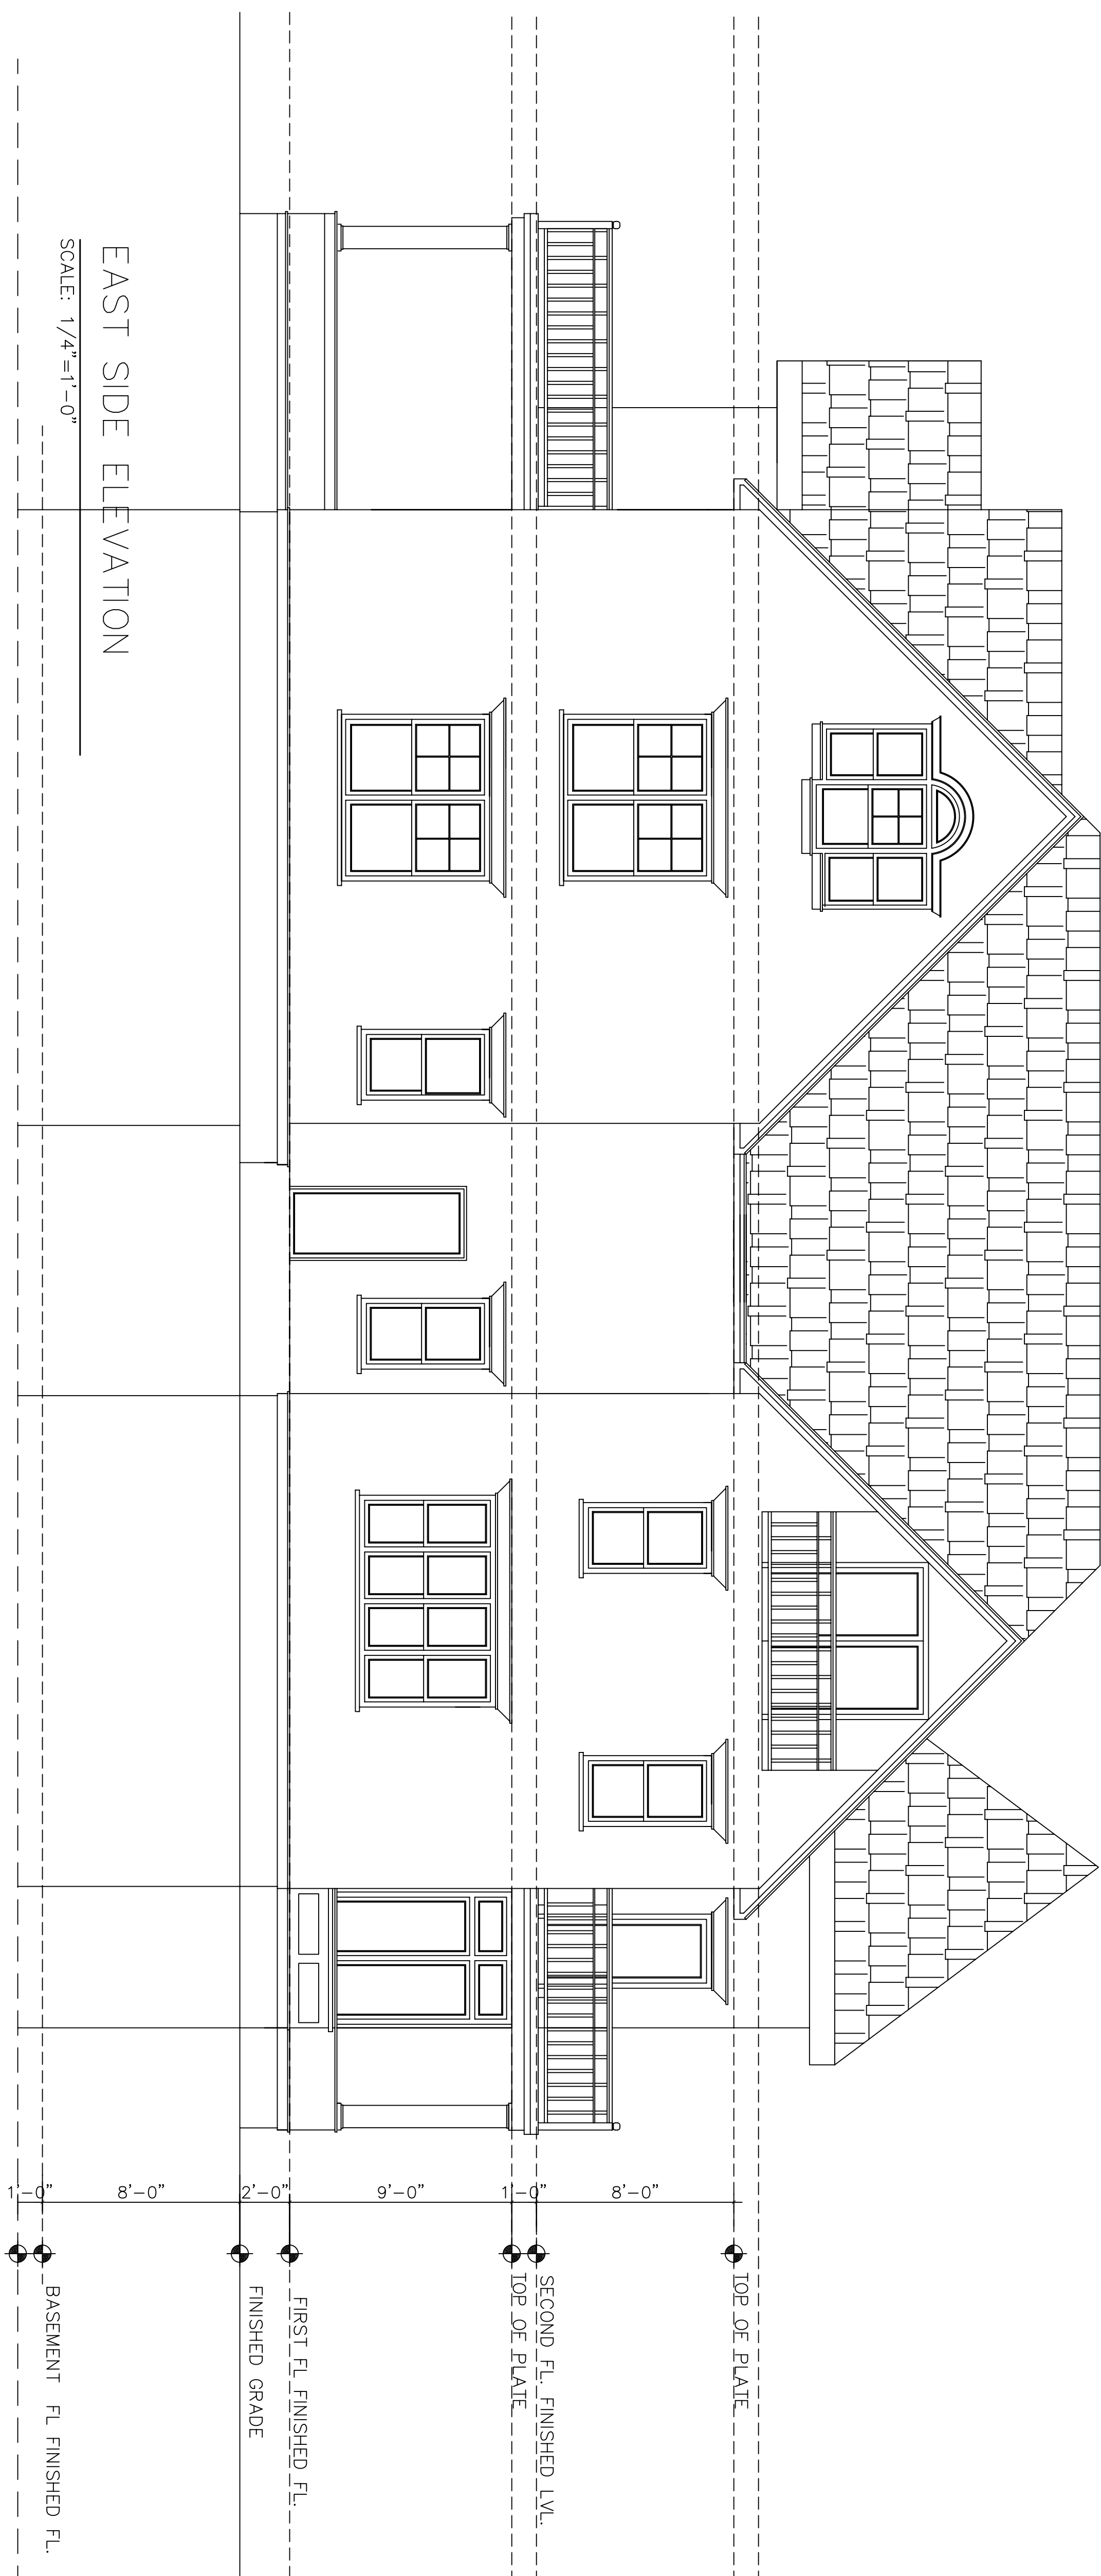 EAST SIDE ELEVATION
SCALE: 1/4"=1'-0"
TOP OF PLATE
8'-0"
SECOND FL. FINISHED LVL.
1'-0"
TOP OF PLATE
9'-0"
FIRST FL FINISHED FL.
2'-0"
FINISHED GRADE
8'-0"
BASEMENT FL FINISHED FL.
1'-0"